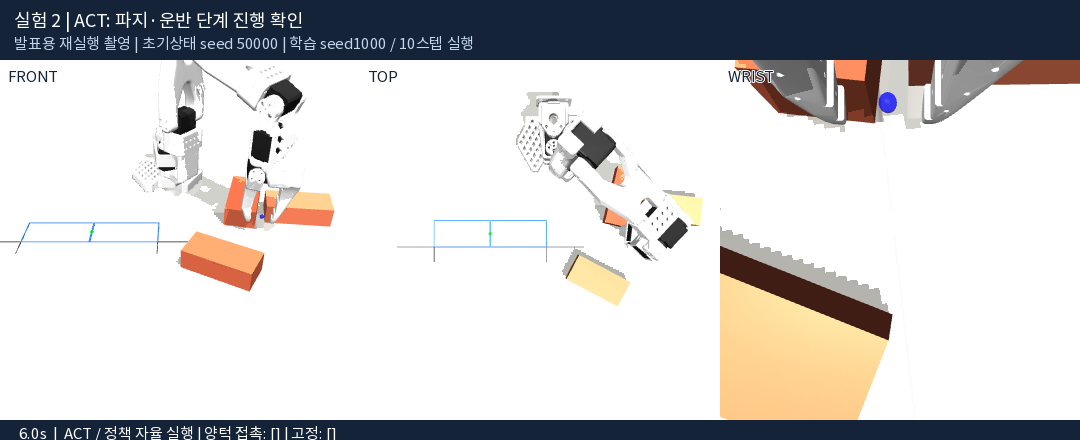 실험 2 | ACT: 파지·운반 단계 진행 확인
발표용 재실행 촬영 | 초기상태 seed 50000 | 학습 seed1000 / 10스텝 실행
FRONT
TOP
WRIST
6.0s | ACT / 정책 자율 실행 | 양턱 접촉: [] | 고정: []